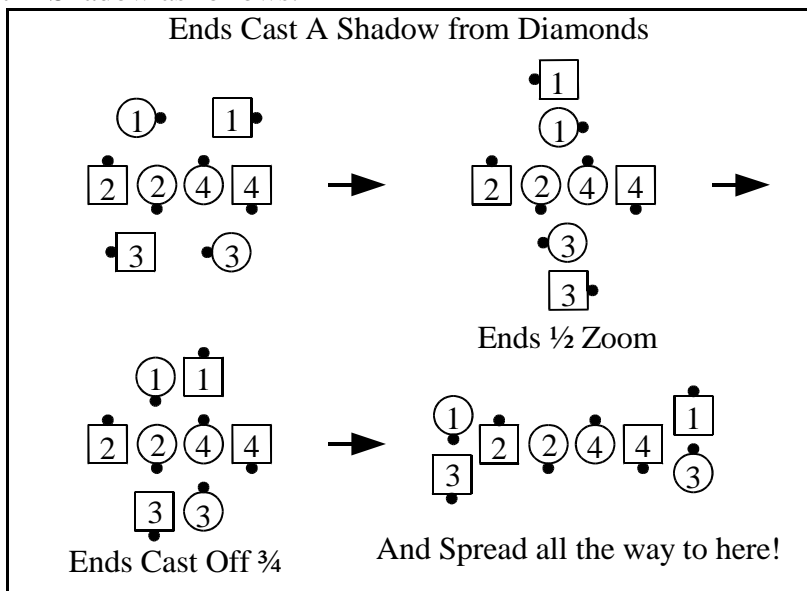 Ends Cast A Shadow from Diamonds
1 1
2 2 4 4
3 3
1
1
2 2 4 4
3
3
Ends ½ Zoom
1 1
2 2 4 4
3 3
Ends Cast Off ¾
1 1
2 2 4 4
3 3
And Spread all the way to here!